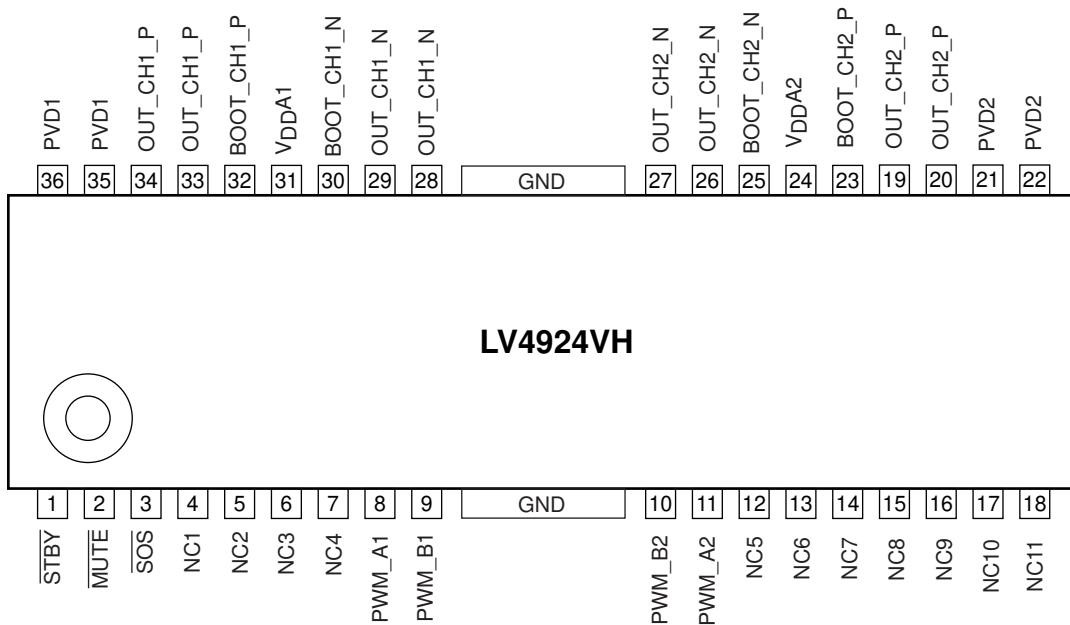 PVD1 PVD1 OUT_CH1_P OUT_CH1_P BOOT_CH1_P VDDA1 BOOT_CH1_N OUT_CH1_N OUT_CH1_N OUT_CH2_N OUT_CH2_N BOOT_CH2_N VDDA2 BOOT_CH2_P OUT_CH2_P OUT_CH2_P PVD2 PVD2
36 35 34 33 32 31 30 29 28 GND 27 26 25 24 23 19 20 21 22
LV4924VH
1 2 3 4 5 6 7 8 9 GND 10 11 12 13 14 15 16 17 18
STBY MUTE SOS NC1 NC2 NC3 NC4 PWM_A1 PWM_B1 PWM_B2 PWM_A2 NC5 NC6 NC7 NC8 NC9 NC10 NC11